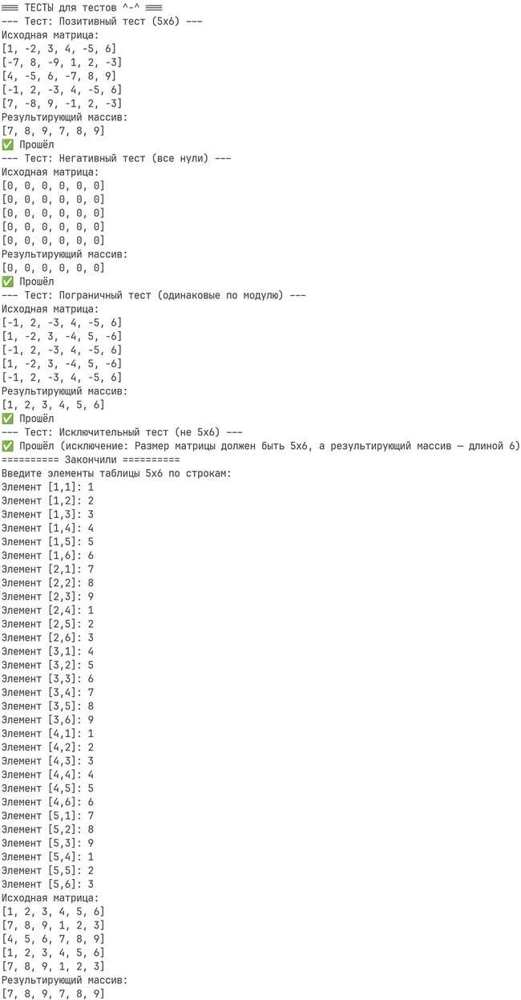 === ТЕСТЫ для тестов ^-^ ===
--- Тест: Позитивный тест (5x6) ---
Исходная матрица:
[1, -2, 3, 4, -5, 6]
[-7, 8, -9, 1, 2, -3]
[4, -5, 6, -7, 8, 9]
[-1, 2, -3, 4, -5, 6]
[7, -8, 9, -1, 2, -3]
Результирующий массив:
[7, 8, 9, 7, 8, 9]
✅ Прошёл
--- Тест: Негативный тест (все нули) ---
Исходная матрица:
[0, 0, 0, 0, 0, 0]
[0, 0, 0, 0, 0, 0]
[0, 0, 0, 0, 0, 0]
[0, 0, 0, 0, 0, 0]
[0, 0, 0, 0, 0, 0]
Результирующий массив:
[0, 0, 0, 0, 0, 0]
✅ Прошёл
--- Тест: Пограничный тест (одинаковые по модулю) ---
Исходная матрица:
[-1, 2, -3, 4, -5, 6]
[1, -2, 3, -4, 5, -6]
[-1, 2, -3, 4, -5, 6]
[1, -2, 3, -4, 5, -6]
[-1, 2, -3, 4, -5, 6]
Результирующий массив:
[1, 2, 3, 4, 5, 6]
✅ Прошёл
--- Тест: Исключительный тест (не 5x6) ---
✅ Прошёл (исключение: Размер матрицы должен быть 5x6, а результирующий массив — длиной 6)
========== Закончили ==========
Введите элементы таблицы 5x6 по строкам:
Элемент [1,1]: 1
Элемент [1,2]: 2
Элемент [1,3]: 3
Элемент [1,4]: 4
Элемент [1,5]: 5
Элемент [1,6]: 6
Элемент [2,1]: 7
Элемент [2,2]: 8
Элемент [2,3]: 9
Элемент [2,4]: 1
Элемент [2,5]: 2
Элемент [2,6]: 3
Элемент [3,1]: 4
Элемент [3,2]: 5
Элемент [3,3]: 6
Элемент [3,4]: 7
Элемент [3,5]: 8
Элемент [3,6]: 9
Элемент [4,1]: 1
Элемент [4,2]: 2
Элемент [4,3]: 3
Элемент [4,4]: 4
Элемент [4,5]: 5
Элемент [4,6]: 6
Элемент [5,1]: 7
Элемент [5,2]: 8
Элемент [5,3]: 9
Элемент [5,4]: 1
Элемент [5,5]: 2
Элемент [5,6]: 3
Исходная матрица:
[1, 2, 3, 4, 5, 6]
[7, 8, 9, 1, 2, 3]
[4, 5, 6, 7, 8, 9]
[1, 2, 3, 4, 5, 6]
[7, 8, 9, 1, 2, 3]
Результирующий массив:
[7, 8, 9, 7, 8, 9]